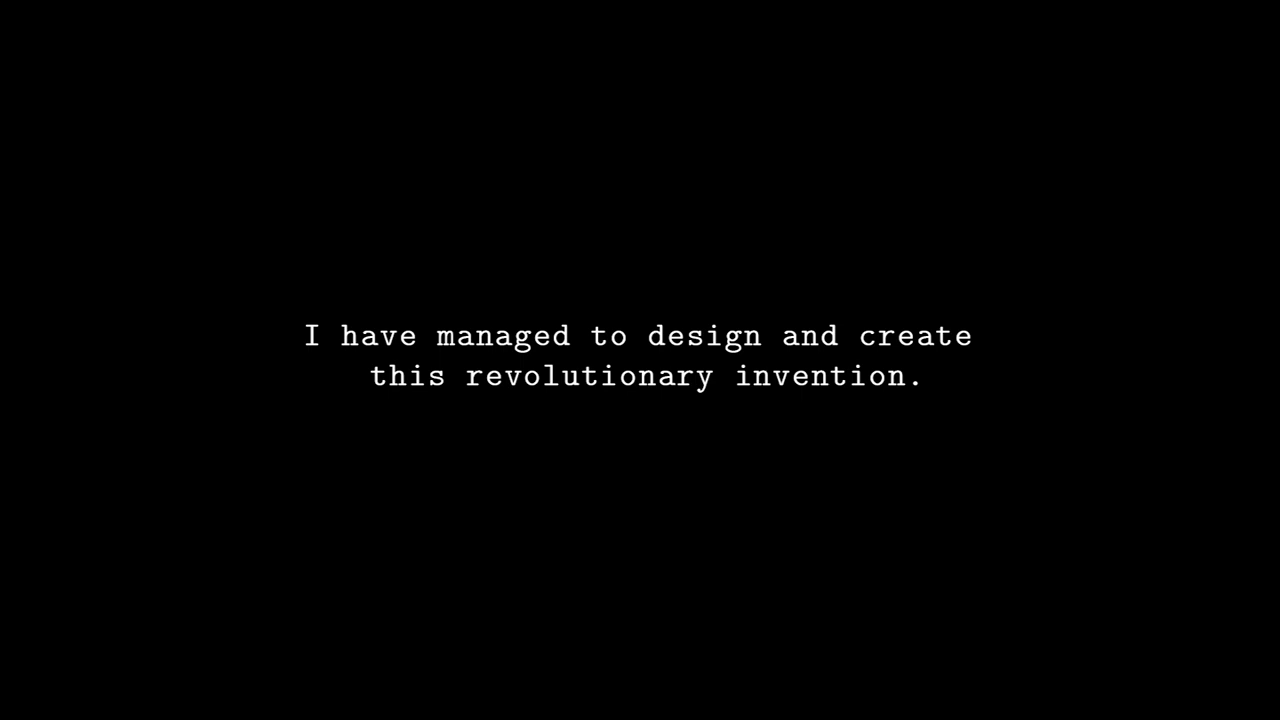 I have managed to design and create
this revolutionary invention.